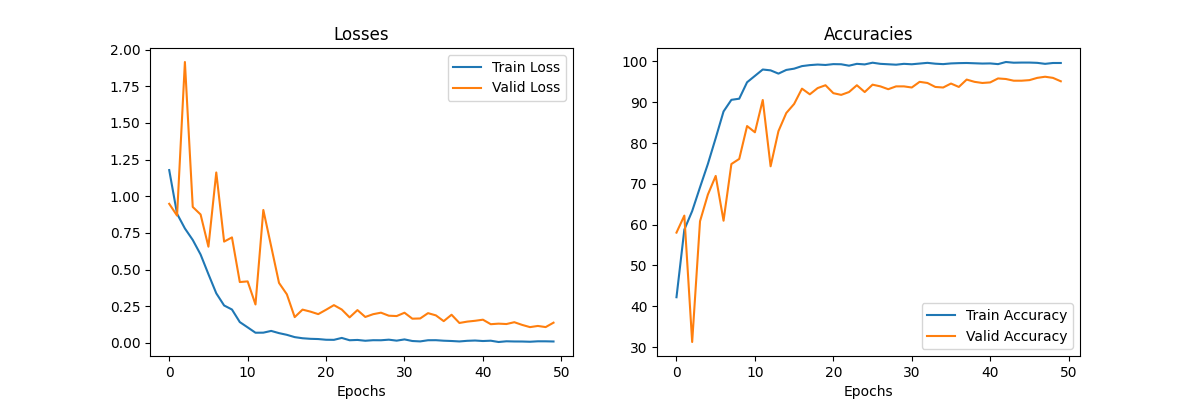 Losses
2.00
1.75
1.50
1.25
1.00
0.75
0.50
0.25
0.00
0 10 20 30 40 50
Epochs
Train Loss
Valid Loss
Accuracies
100
90
80
70
60
50
40
30
0 10 20 30 40 50
Epochs
Train Accuracy
Valid Accuracy